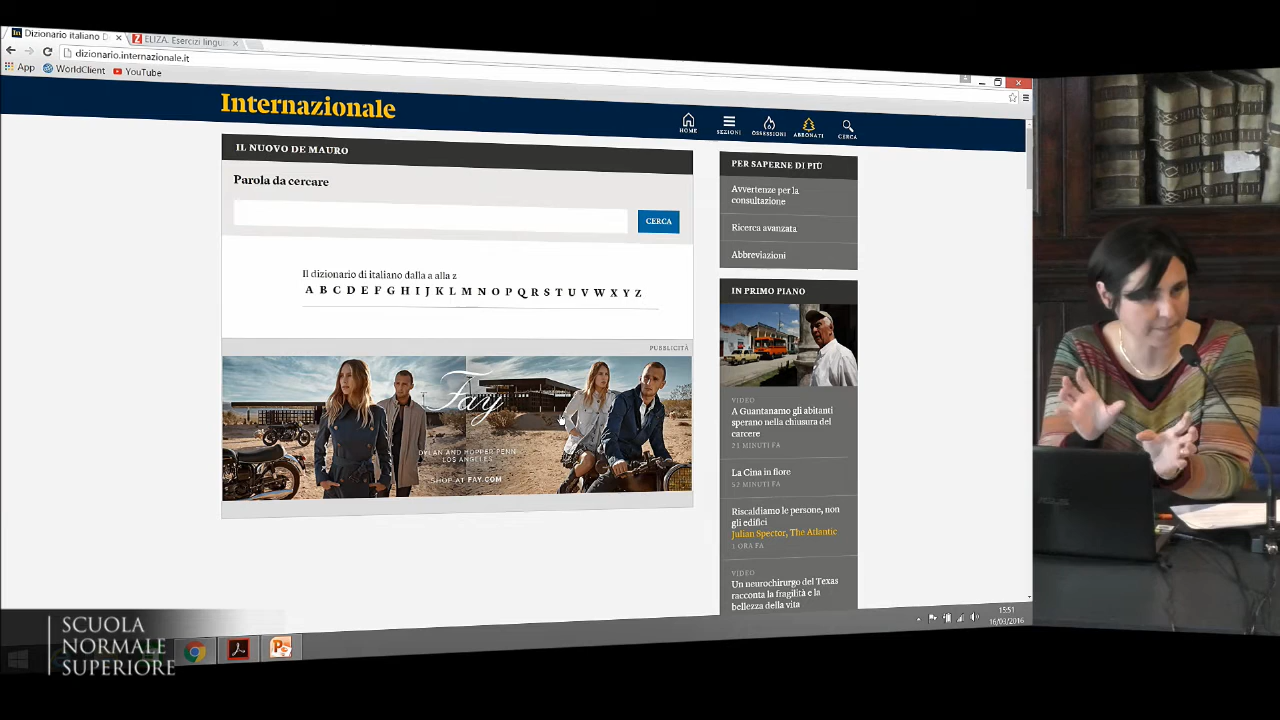 Dizionario italiano D
ELIZA. Esercizi lingu
dizionario.internazionale.it
App
WorldClient
YouTube
Internazionale
HOME
SEZIONI
OSSESSIONI
ABBONATI
CERCA
IL NUOVO DE MAURO
Parola da cercare
CERCA
Il dizionario di italiano dalla a alla z
A B C D E F G H I J K L M N O P Q R S T U V W X Y Z
PUBBLICITÀ
Fay
DYLAN AND HOPPER PENN
LOS ANGELES
SHOP AT FAY.COM
PER SAPERNE DI PIÙ
Avvertenze per la
consultazione
Ricerca avanzata
Abbreviazioni
IN PRIMO PIANO
VIDEO
A Guantanamo gli abitanti
sperano nella chiusura del
carcere
21 MINUTI FA
La Cina in fiore
52 MINUTI FA
Riscaldiamo le persone, non
gli edifici
Julian Spector, The Atlantic
1 ORA FA
VIDEO
Un neurochirurgo del Texas
racconta la fragilità e la
bellezza della vita
15:51
16/03/2016
SCUOLA
NORMALE
SUPERIORE